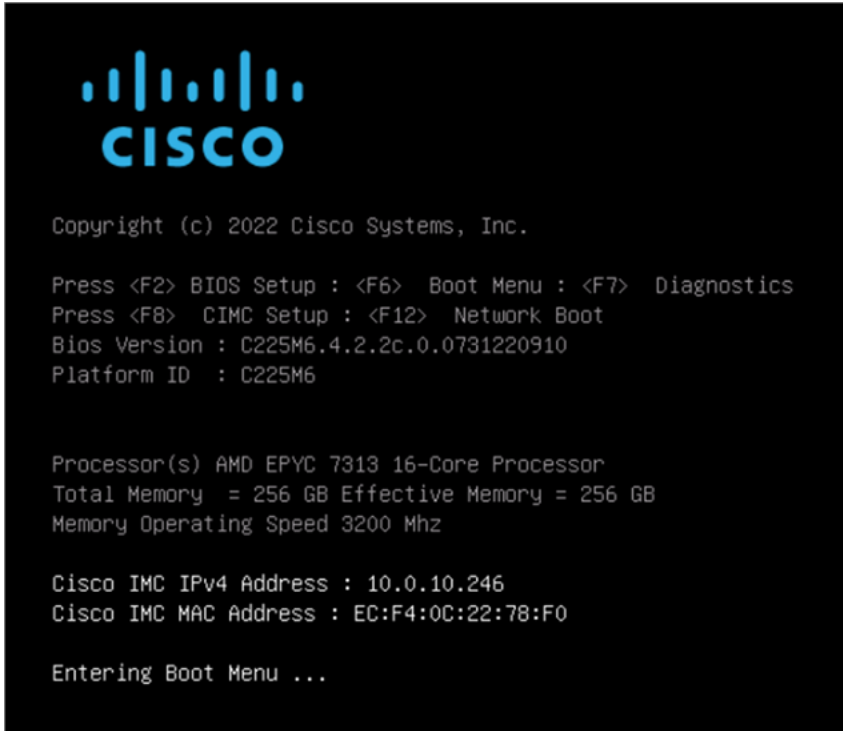 CISCO
Copyright (c) 2022 Cisco Systems, Inc.
Press <F2> BIOS Setup : <F6> Boot Menu : <F7> Diagnostics
Press <F8> CIMC Setup : <F12> Network Boot
Bios Version : C225M6.4.2.2c.0.0731220910
Platform ID : C225M6
Processor(s) AMD EPYC 7313 16-Core Processor
Total Memory = 256 GB Effective Memory = 256 GB
Memory Operating Speed 3200 Mhz
Cisco IMC IPv4 Address : 10.0.10.246
Cisco IMC MAC Address : EC:F4:0C:22:78:F0
Entering Boot Menu ...